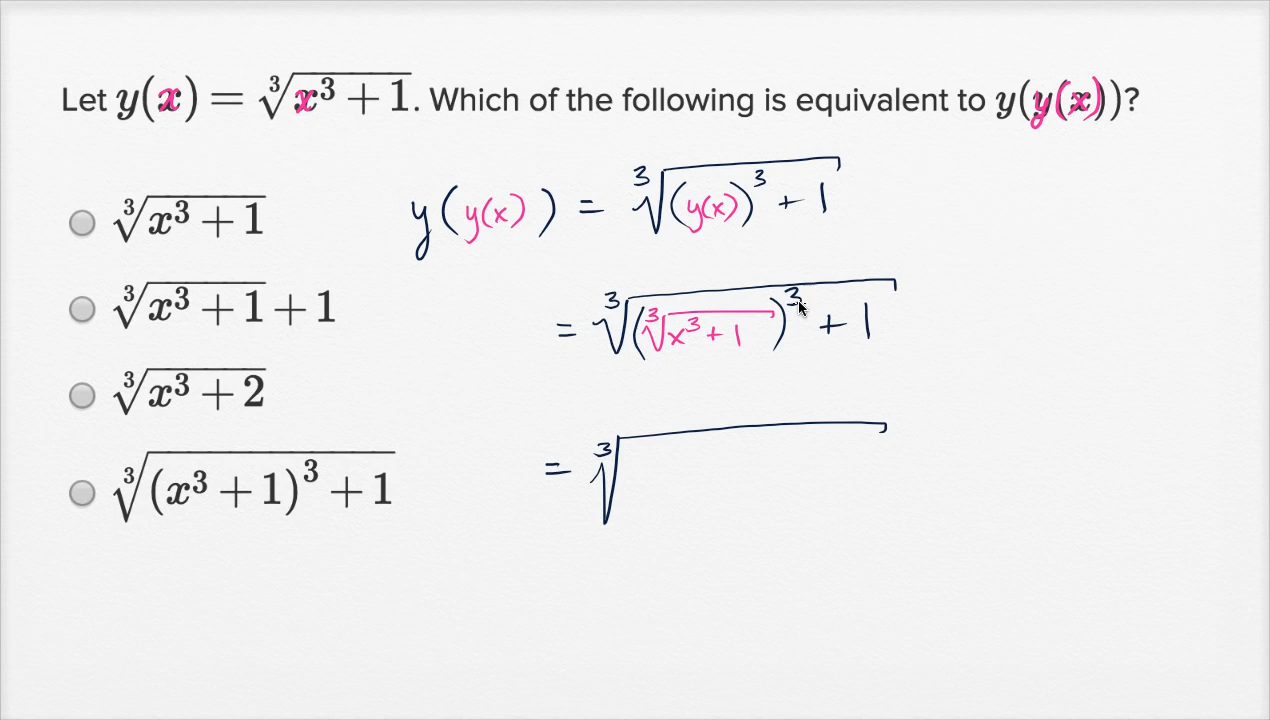 Let y(x) = ∛(x³ + 1). Which of the following is equivalent to y(y(x))?
∛(x³ + 1)
∛(x³ + 1) + 1
∛(x³ + 2)
∛((x³ + 1)³ + 1)
y(y(x)) = ∛((y(x))³ + 1)
= ∛((∛(x³ + 1))³ + 1)
= ∛